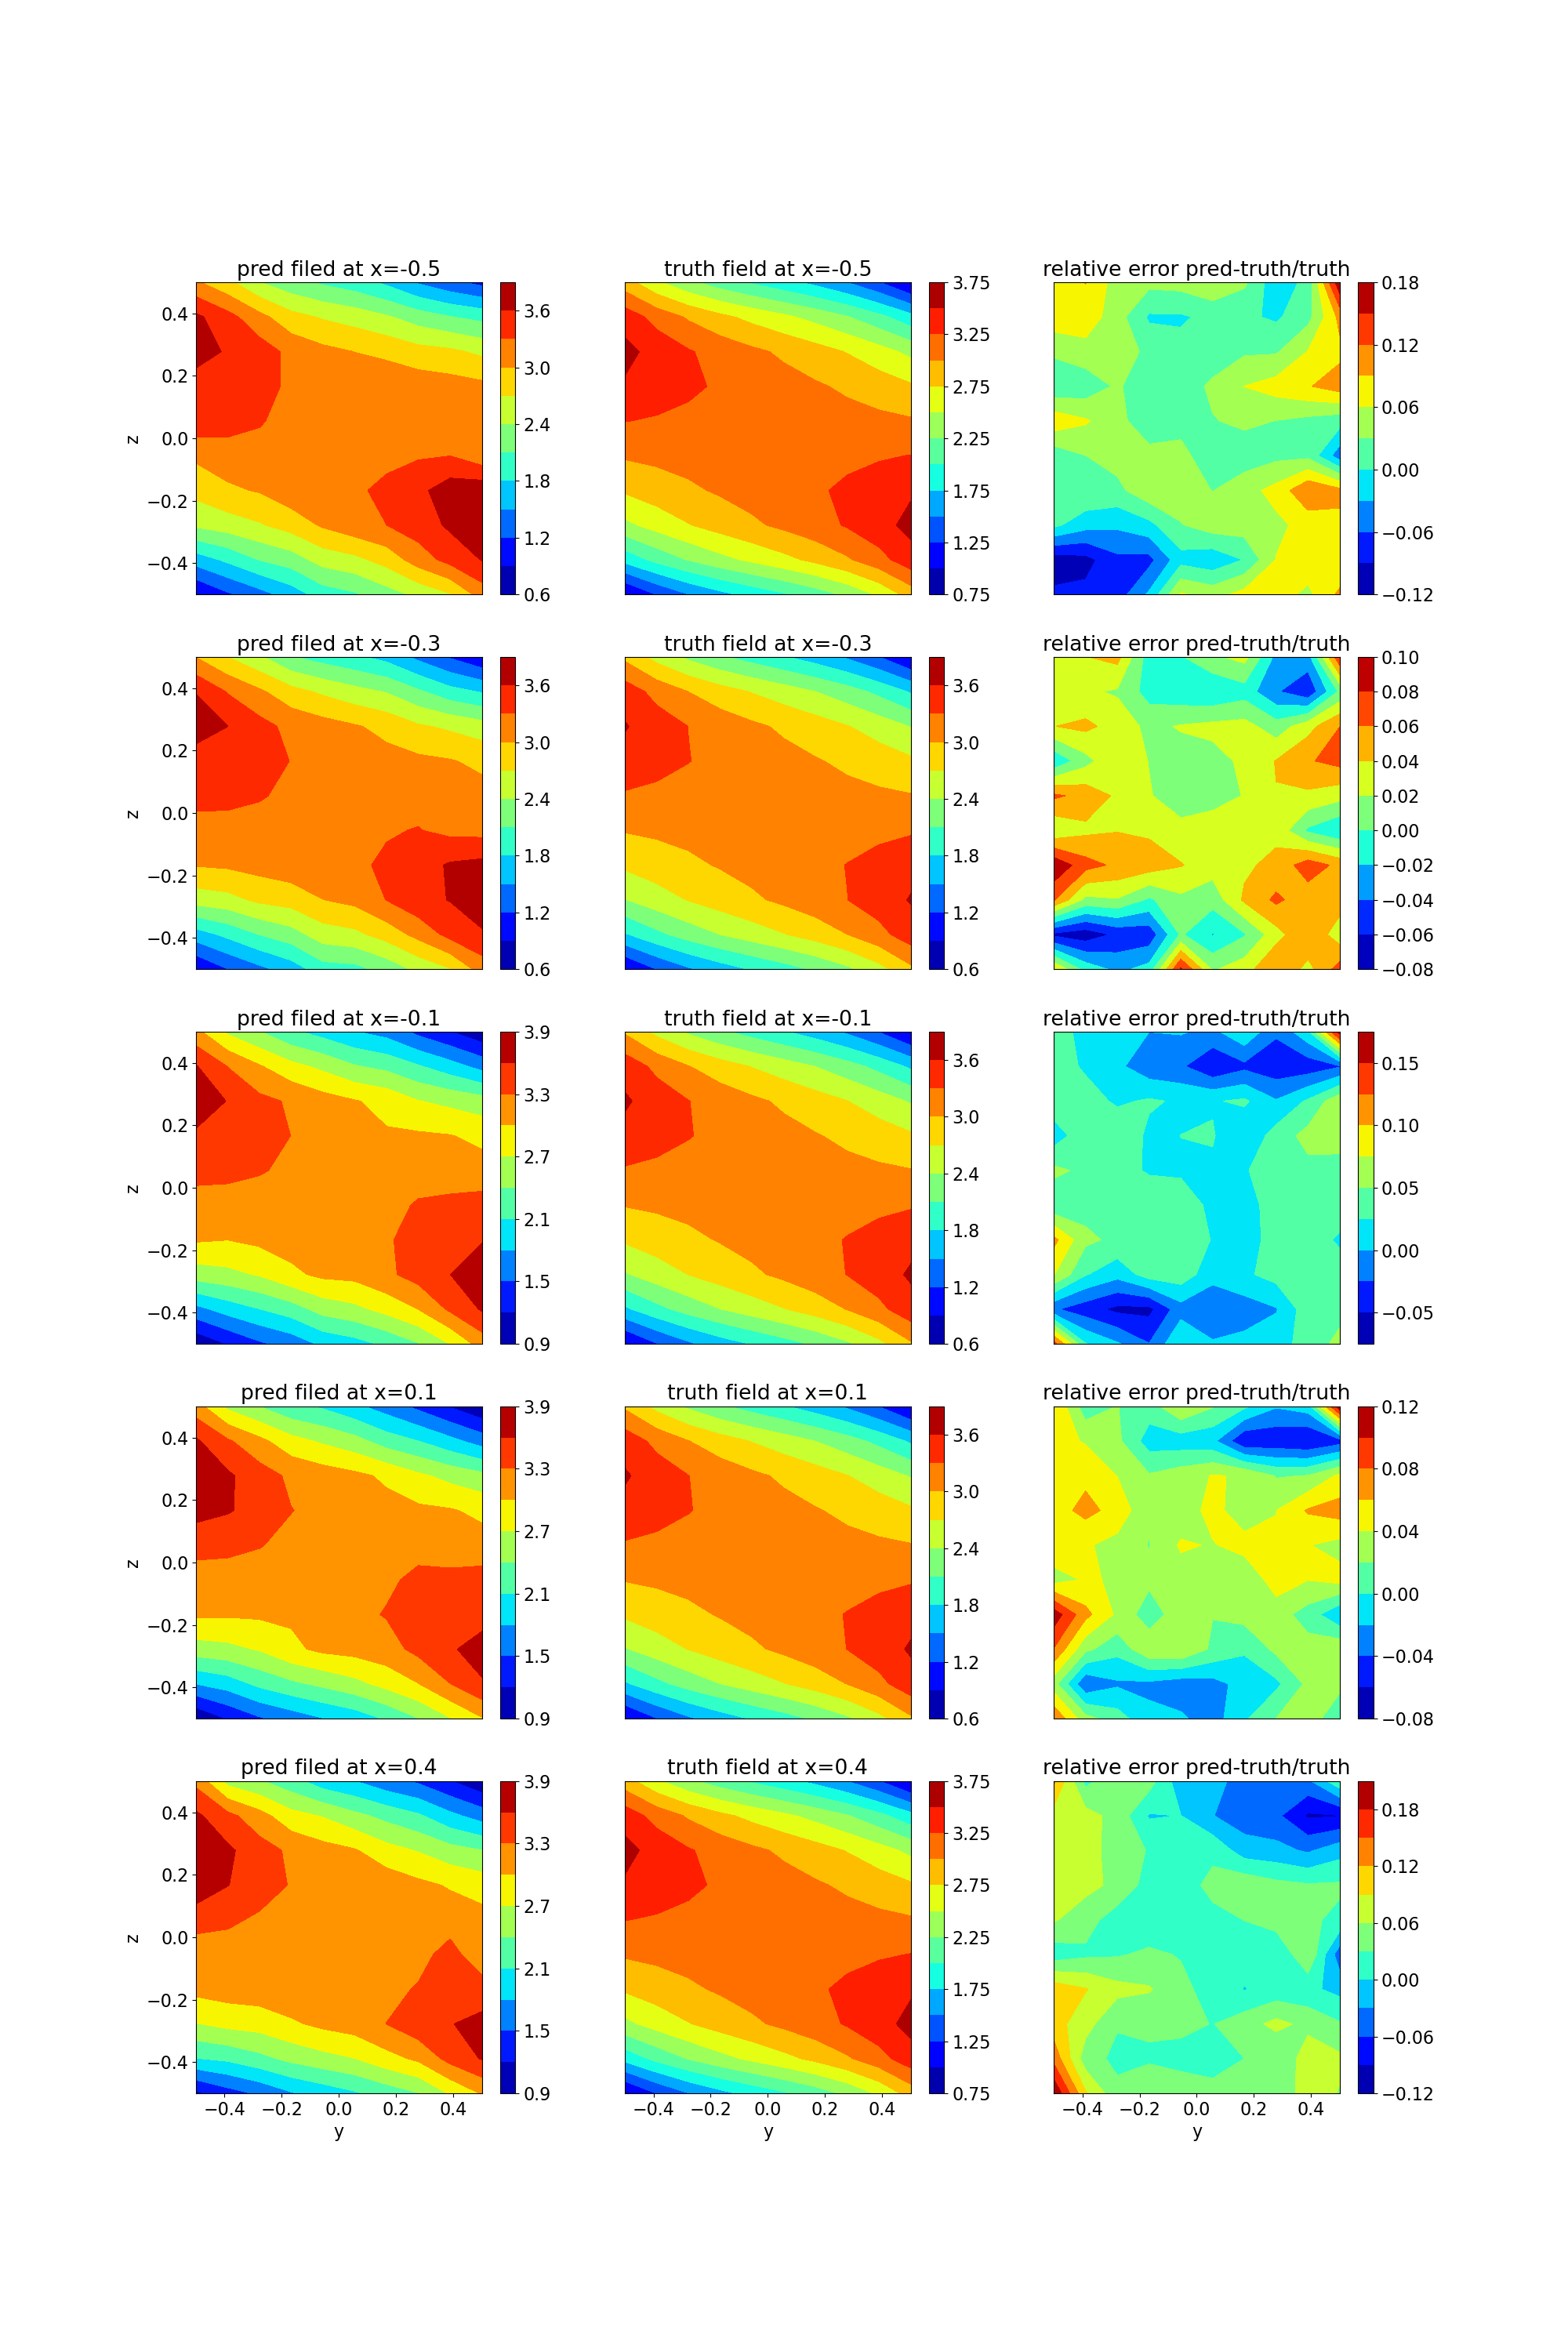 pred filed at x=-0.5 truth field at x=-0.5 relative error pred-truth/truth
z 0.4 0.2 0.0 −0.2 −0.4
3.6 3.0 2.4 1.8 1.2 0.6
3.75 3.25 2.75 2.25 1.75 1.25 0.75
0.18 0.12 0.06 0.00 −0.06 −0.12
pred filed at x=-0.3 truth field at x=-0.3 relative error pred-truth/truth
z 0.4 0.2 0.0 −0.2 −0.4
3.6 3.0 2.4 1.8 1.2 0.6
3.6 3.0 2.4 1.8 1.2 0.6
0.10 0.08 0.06 0.04 0.02 0.00 −0.02 −0.04 −0.06 −0.08
pred filed at x=-0.1 truth field at x=-0.1 relative error pred-truth/truth
z 0.4 0.2 0.0 −0.2 −0.4
3.9 3.3 2.7 2.1 1.5 0.9
3.6 3.0 2.4 1.8 1.2 0.6
0.15 0.10 0.05 0.00 −0.05
pred filed at x=0.1 truth field at x=0.1 relative error pred-truth/truth
z 0.4 0.2 0.0 −0.2 −0.4
3.9 3.3 2.7 2.1 1.5 0.9
3.6 3.0 2.4 1.8 1.2 0.6
0.12 0.08 0.04 0.00 −0.04 −0.08
pred filed at x=0.4 truth field at x=0.4 relative error pred-truth/truth
z 0.4 0.2 0.0 −0.2 −0.4
3.9 3.3 2.7 2.1 1.5 0.9
3.75 3.25 2.75 2.25 1.75 1.25 0.75
0.18 0.12 0.06 0.00 −0.06 −0.12
−0.4 −0.2 0.0 0.2 0.4 −0.4 −0.2 0.0 0.2 0.4 −0.4 −0.2 0.0 0.2 0.4
y y y